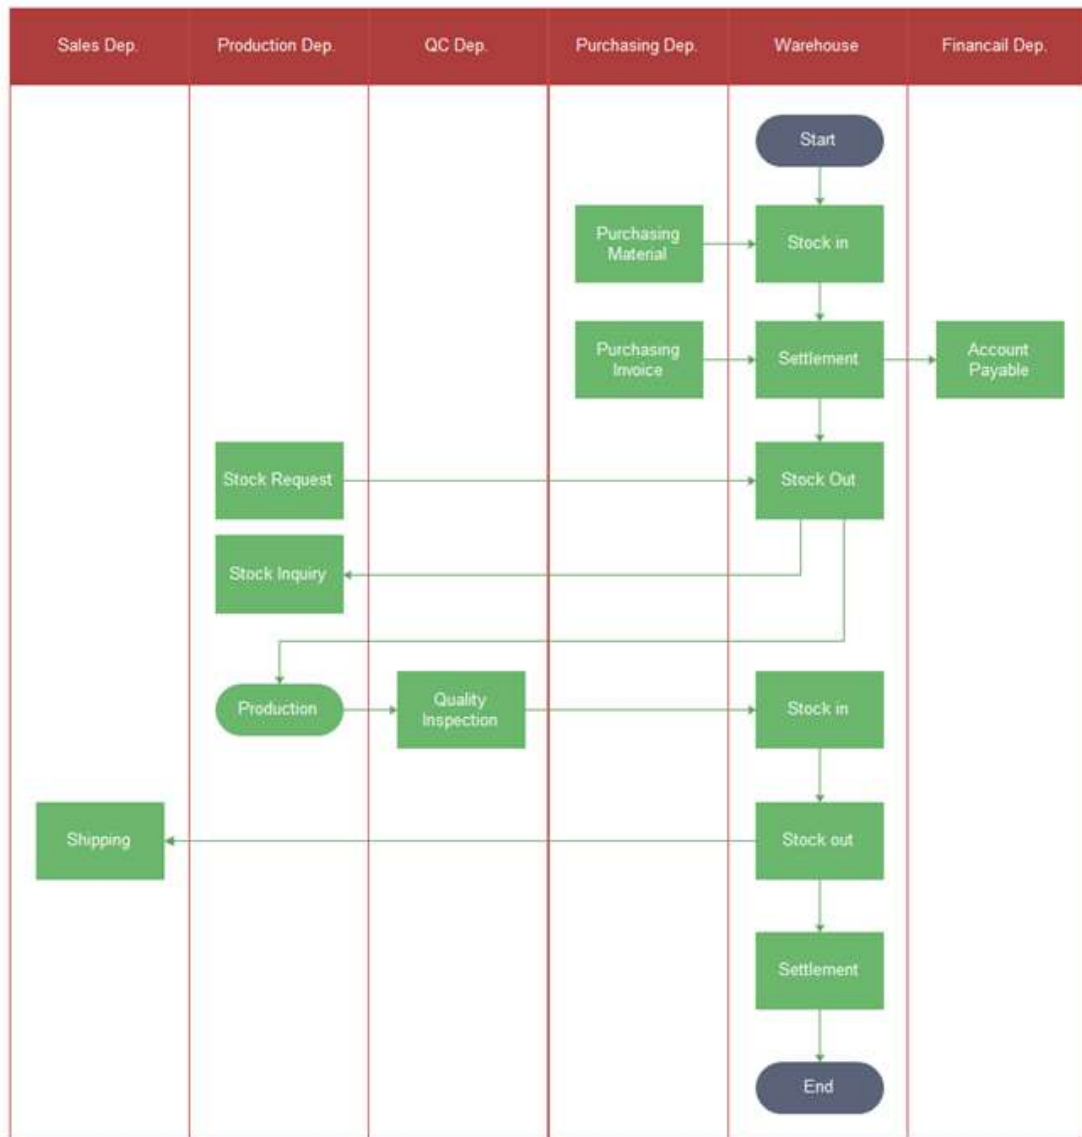 Sales Dep.
Production Dep.
QC Dep.
Purchasing Dep.
Warehouse
Financail Dep.
Start
Purchasing
Material
Stock in
Purchasing
Invoice
Settlement
Account
Payable
Stock Request
Stock Out
Stock Inquiry
Production
Quality
Inspection
Stock in
Shipping
Stock out
Settlement
End